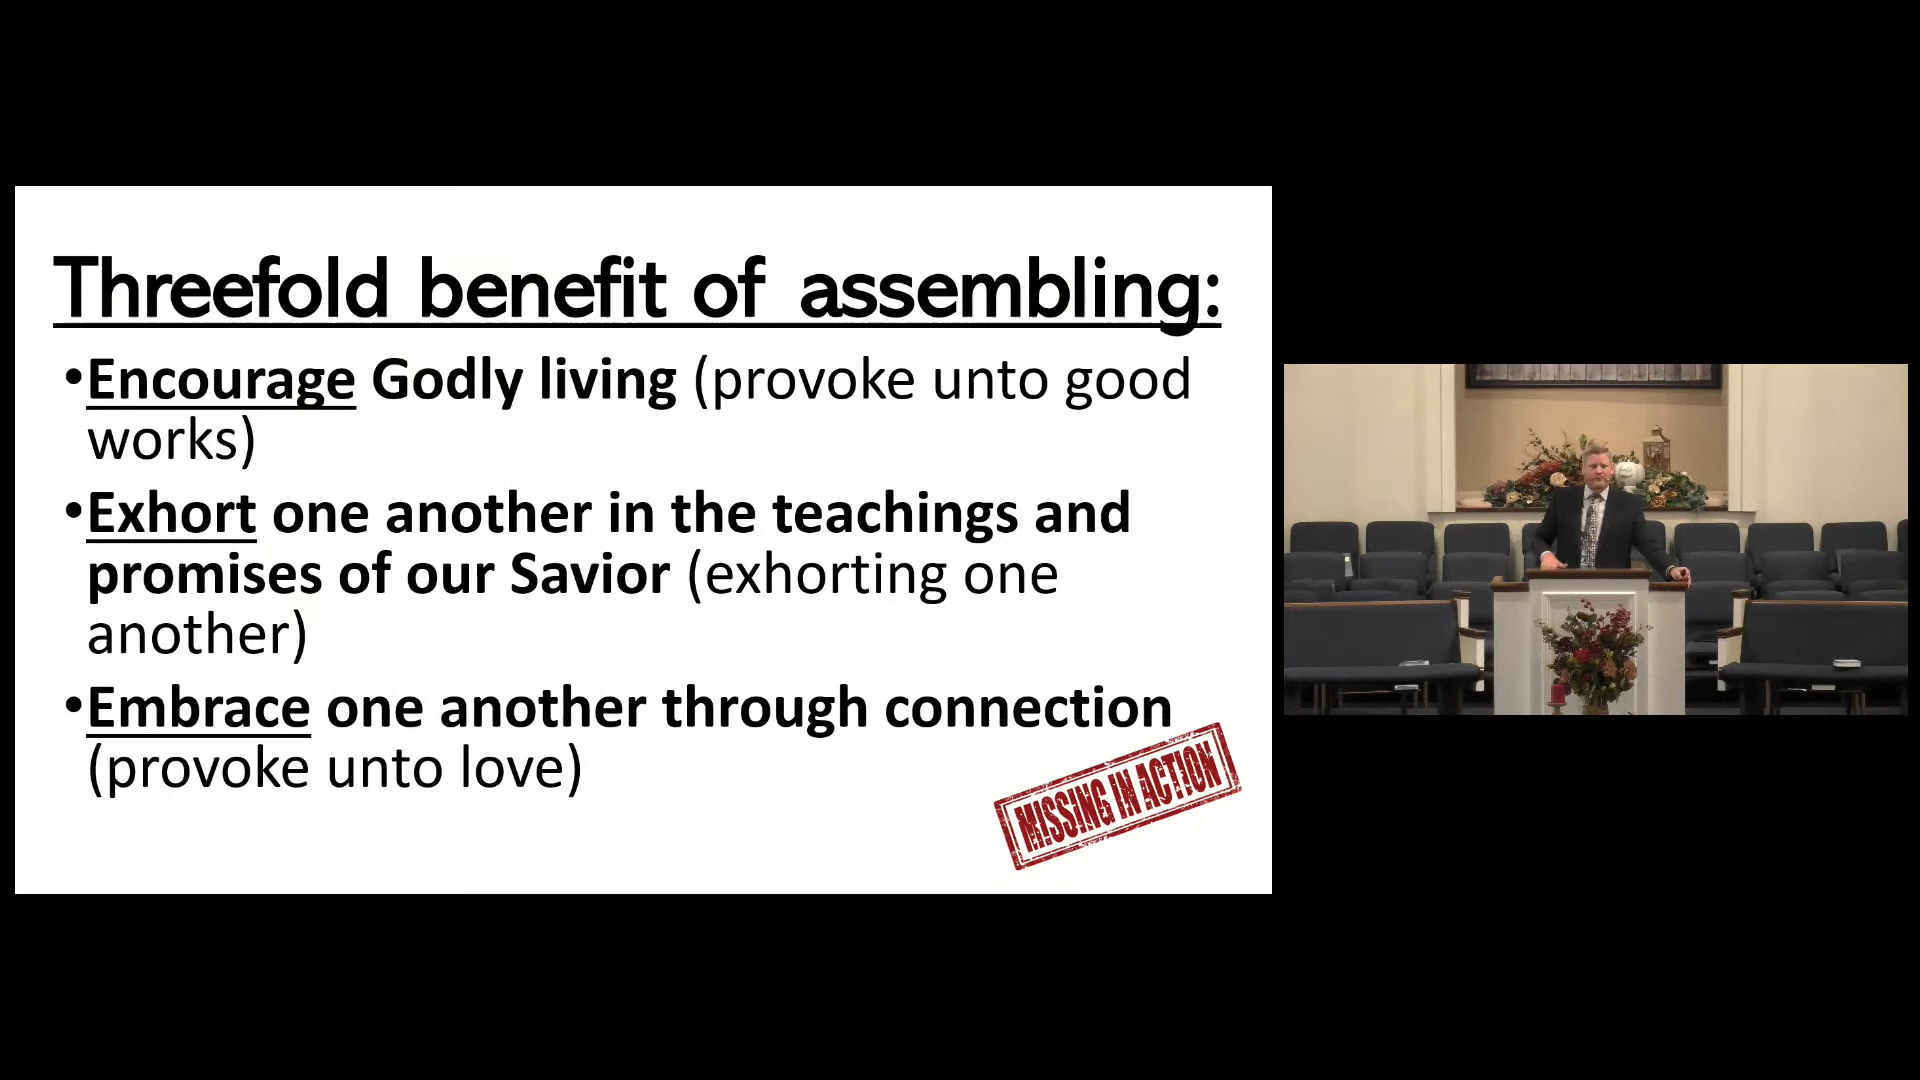 Threefold benefit of assembling:
•Encourage Godly living (provoke unto good
works)
•Exhort one another in the teachings and
promises of our Savior (exhorting one
another)
•Embrace one another through connection
(provoke unto love)
MISSING IN ACTION